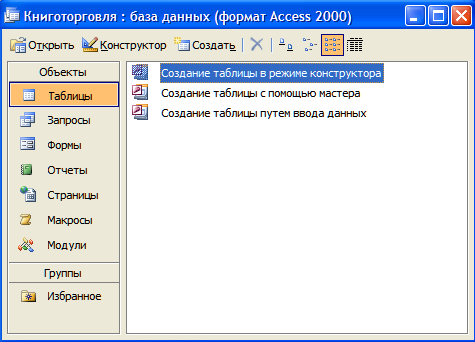 Книготорговля : база данных (формат Access 2000)
Открыть Конструктор Создать
Объекты
Таблицы
Запросы
Формы
Отчеты
Страницы
Макросы
Модули
Группы
Избранное
Создание таблицы в режиме конструктора
Создание таблицы с помощью мастера
Создание таблицы путем ввода данных